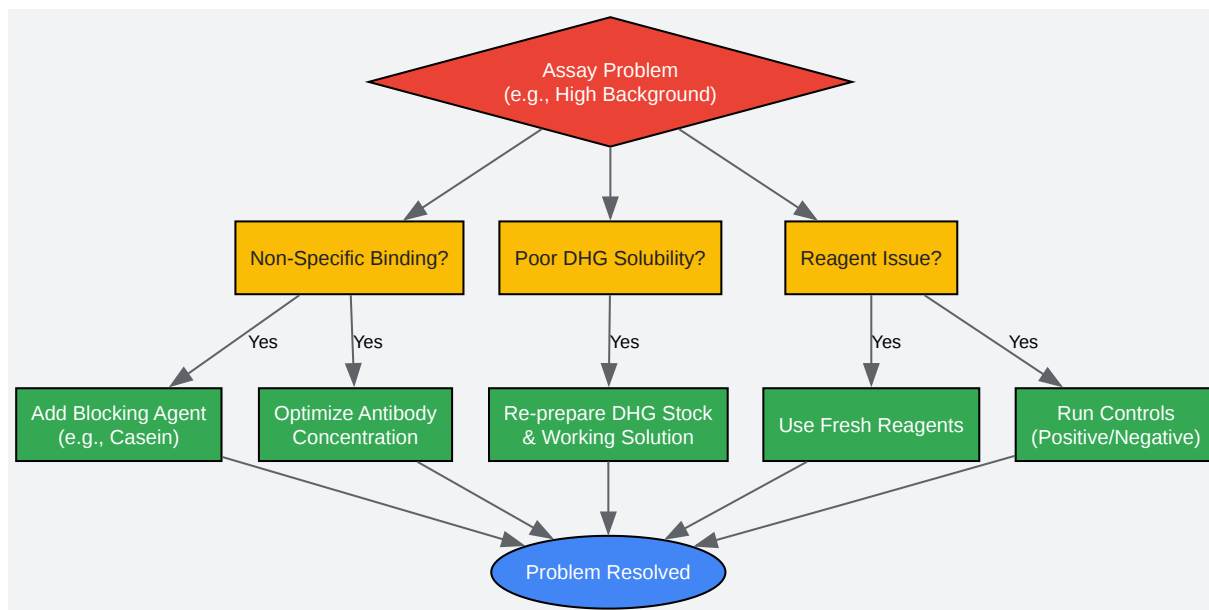 Assay Problem
(e.g., High Background)
Non-Specific Binding?
Poor DHG Solubility?
Reagent Issue?
Yes
Yes
Yes
Yes
Yes
Add Blocking Agent
(e.g., Casein)
Optimize Antibody
Concentration
Re-prepare DHG Stock
& Working Solution
Use Fresh Reagents
Run Controls
(Positive/Negative)
Problem Resolved